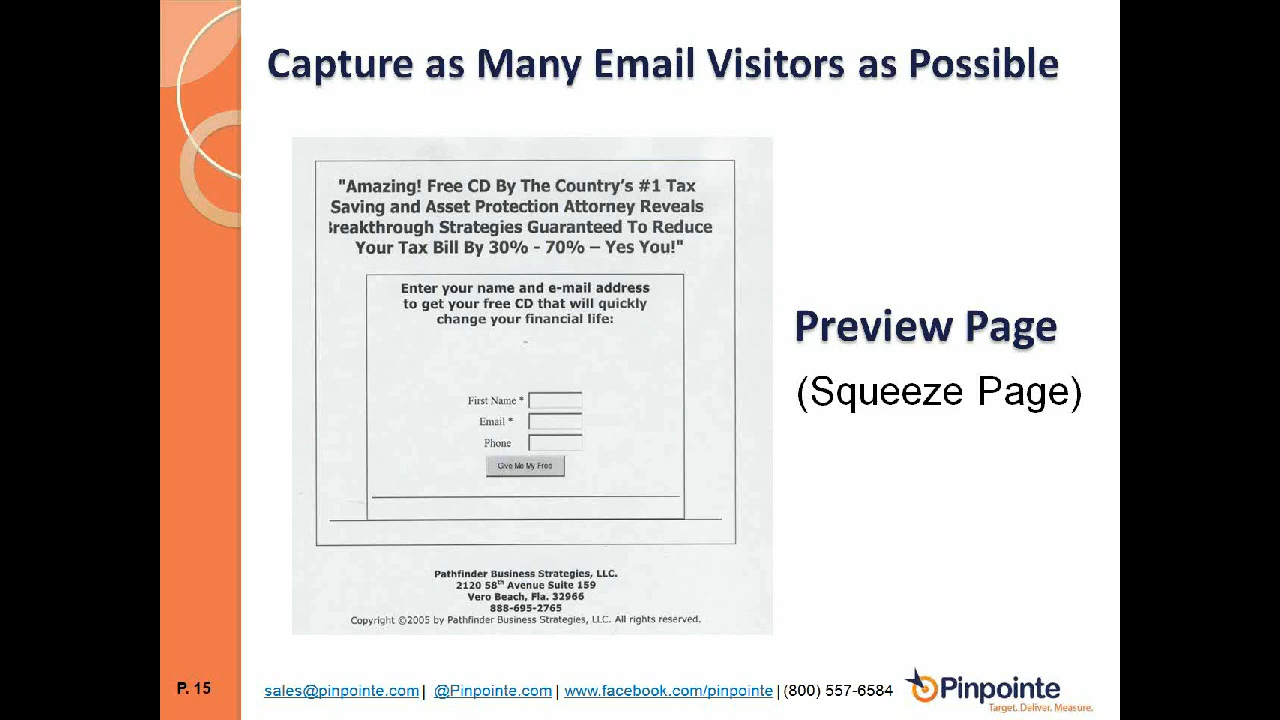 Capture as Many Email Visitors as Possible
"Amazing! Free CD By The Country's #1 Tax
Saving and Asset Protection Attorney Reveals
Breakthrough Strategies Guaranteed To Reduce
Your Tax Bill By 30% - 70% – Yes You!"
Enter your name and e-mail address
to get your free CD that will quickly
change your financial life:
First Name *
Email *
Phone
Give Me My Free
Preview Page
(Squeeze Page)
Pathfinder Business Strategies, LLC.
2120 58th Avenue Suite 159
Vero Beach, Fla. 32966
888-695-2765
Copyright ©2005 by Pathfinder Business Strategies, LLC. All rights reserved.
P. 15
sales@pinpointe.com | @Pinpointe.com | www.facebook.com/pinpointe | (800) 557-6584
Pinpointe
Target. Deliver. Measure.